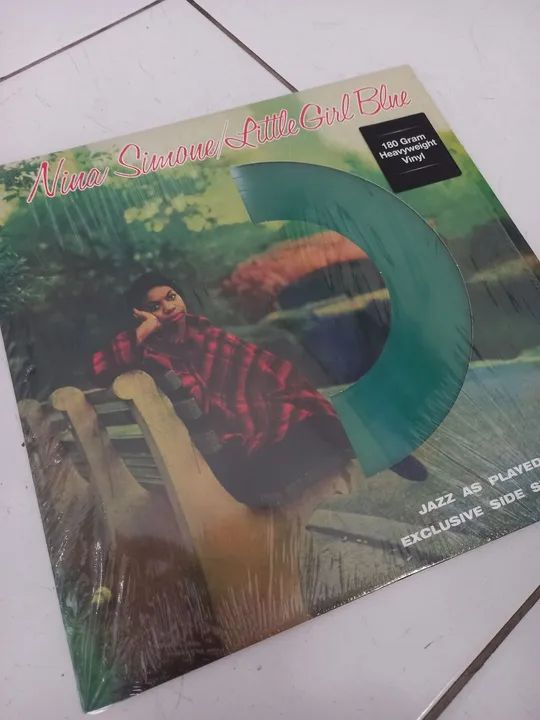 Nina Simone/Little Girl Blue
180 Gram
Heavyweight
Vinyl
JAZZ AS PLAYED
EXCLUSIVE SIDE